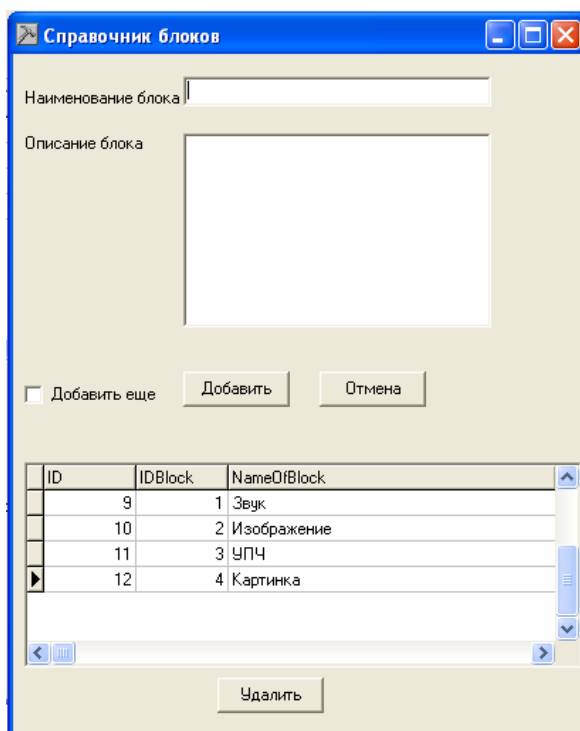 Справочник блоков
Наименование блока
Описание блока
Добавить еще Добавить Отмена
ID IDBlock NameOfBlock
9 1 Звук
10 2 Изображение
11 3 УПЧ
12 4 Картинка
Удалить